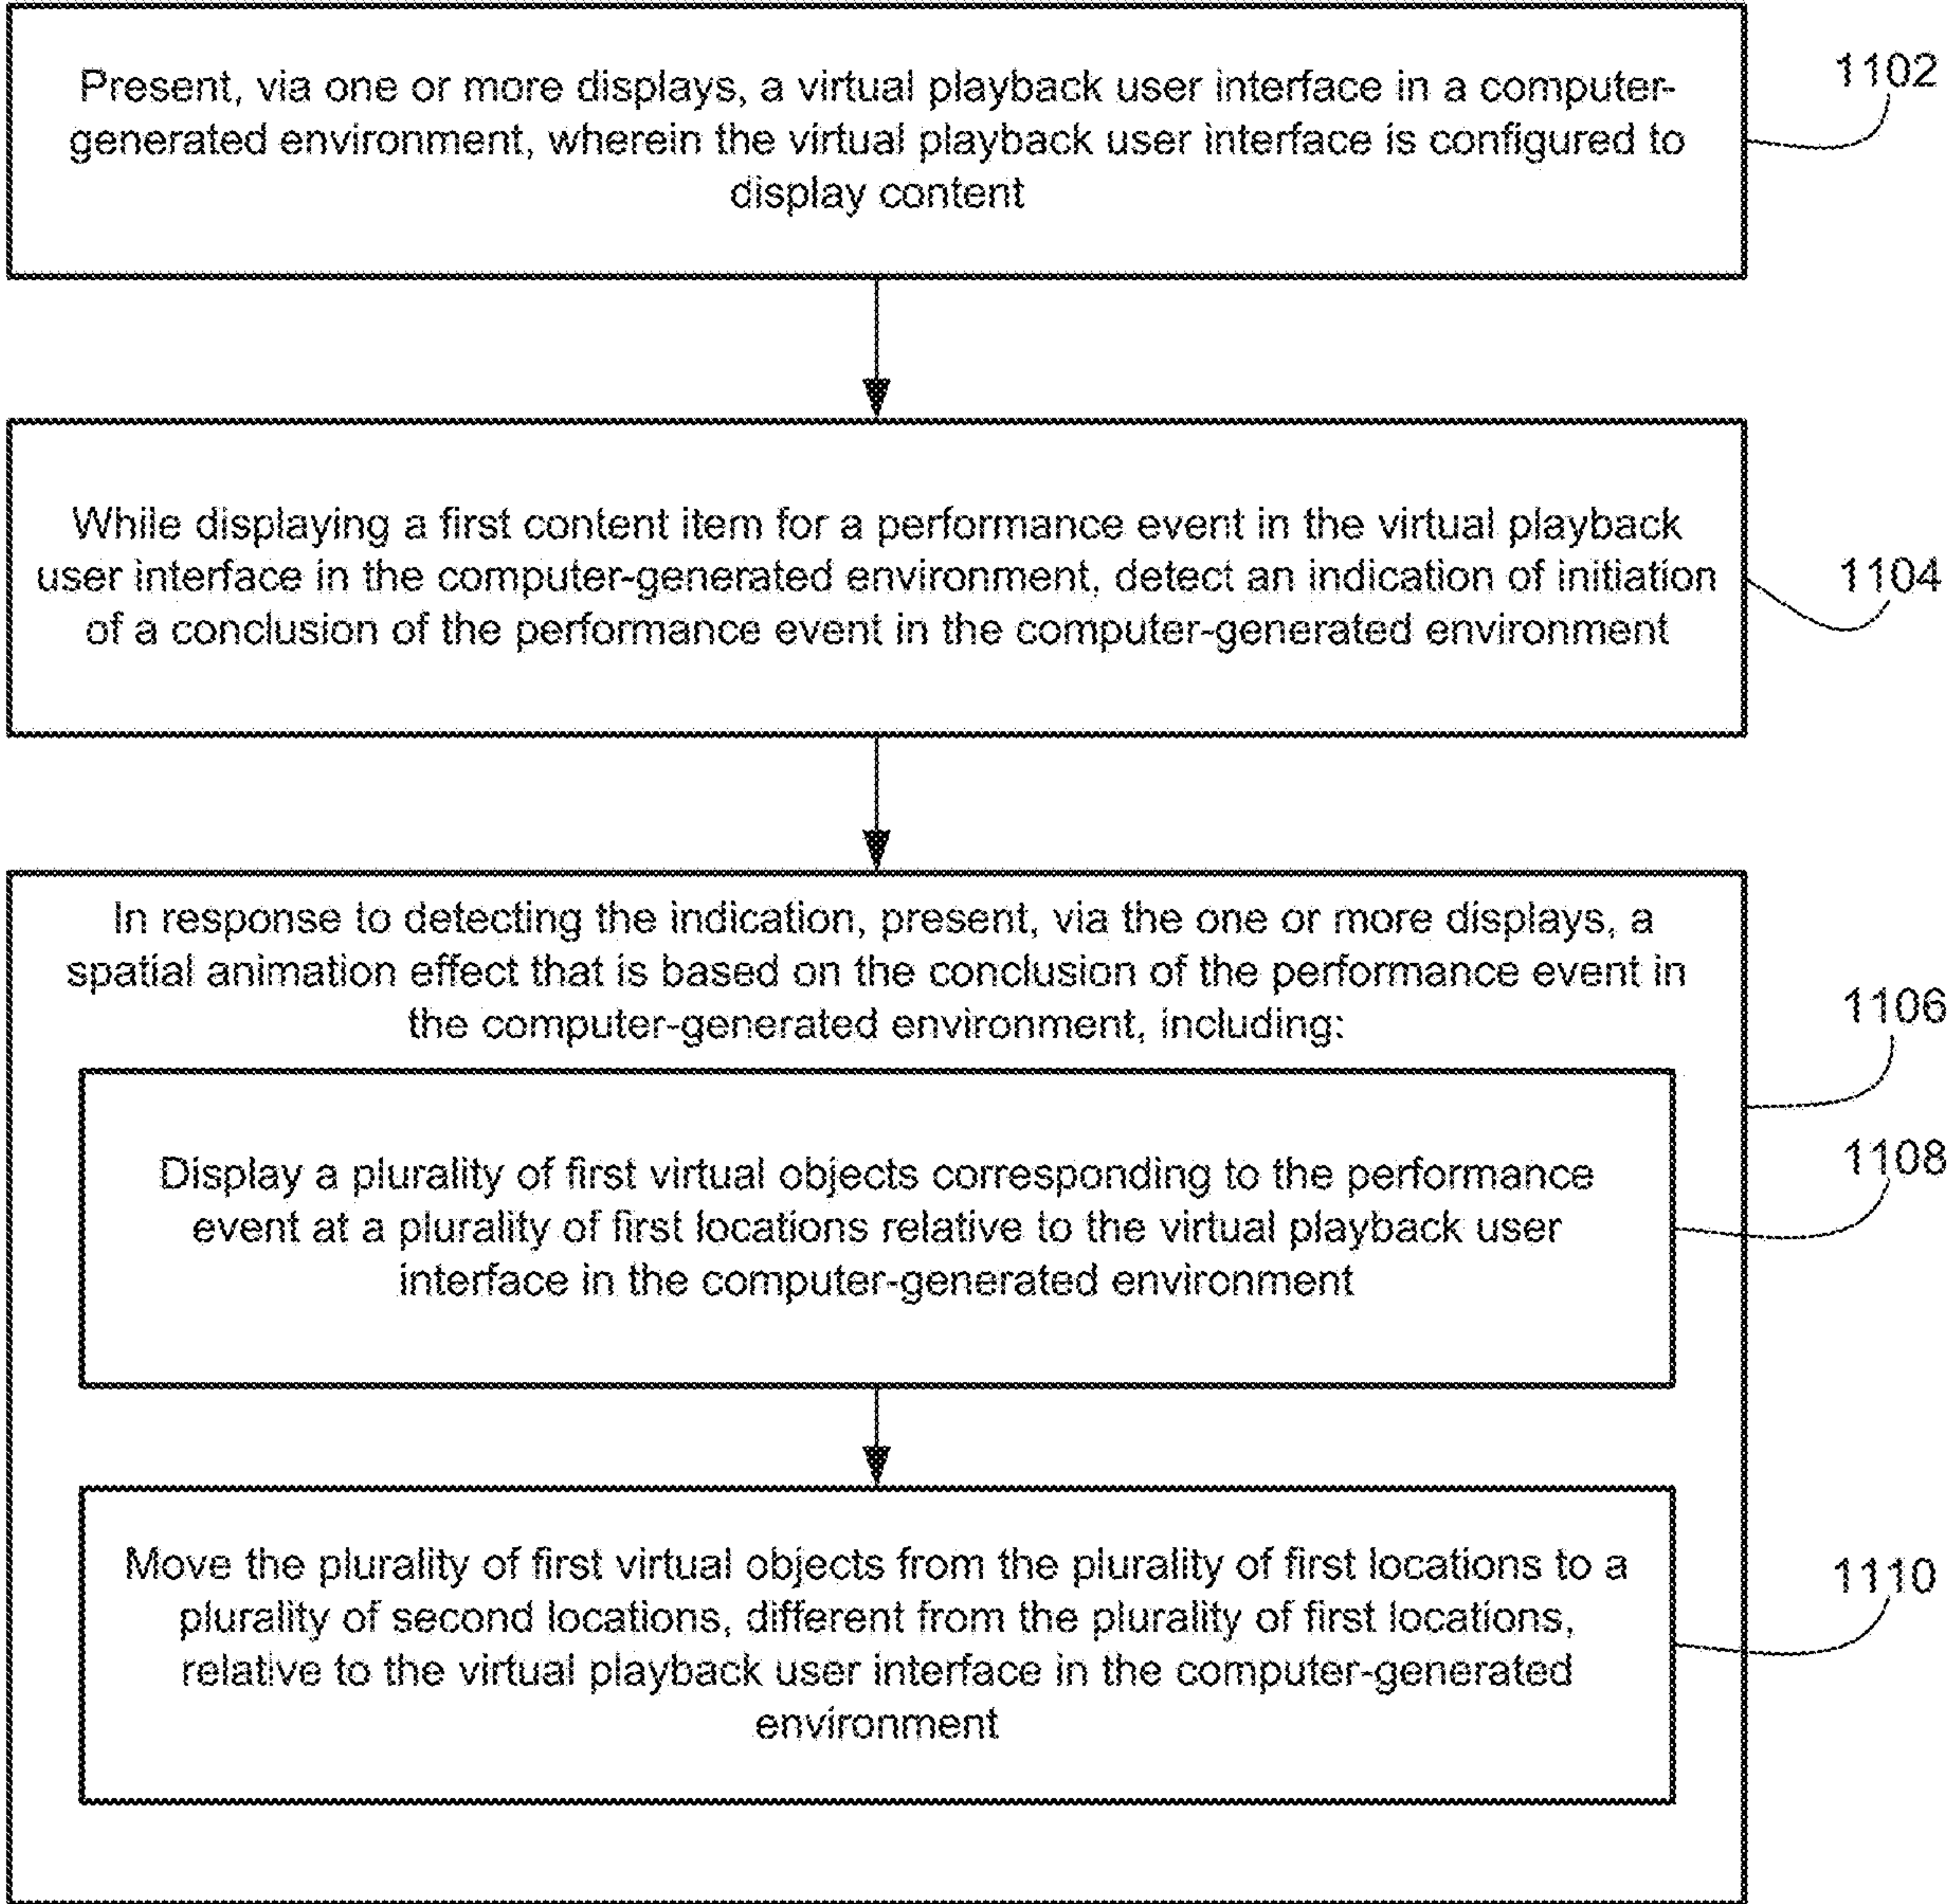 Present, via one or more displays, a virtual playback user interface in a computer-
generated environment, wherein the virtual playback user interface is configured to
display content
1102
While displaying a first content item for a performance event in the virtual playback
user interface in the computer-generated environment, detect an indication of initiation
of a conclusion of the performance event in the computer-generated environment
1104
In response to detecting the indication, present, via the one or more displays, a
spatial animation effect that is based on the conclusion of the performance event in
the computer-generated environment, including:
1106
Display a plurality of first virtual objects corresponding to the performance
event at a plurality of first locations relative to the virtual playback user
interface in the computer-generated environment
1108
Move the plurality of first virtual objects from the plurality of first locations to a
plurality of second locations, different from the plurality of first locations,
relative to the virtual playback user interface in the computer-generated
environment
1110